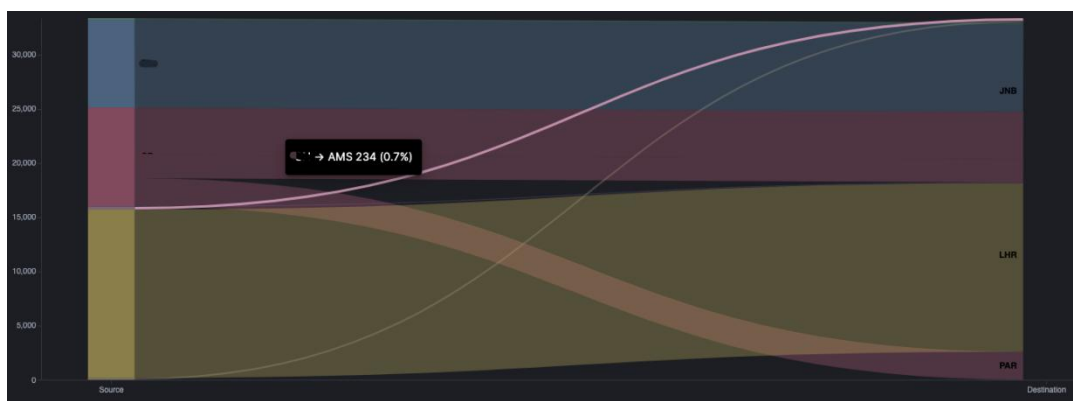 30,000
JNB
25,000
→ AMS 234 (0.7%)
20,000
15,000
LHR
10,000
5,000
PAR
0
Source
Destination